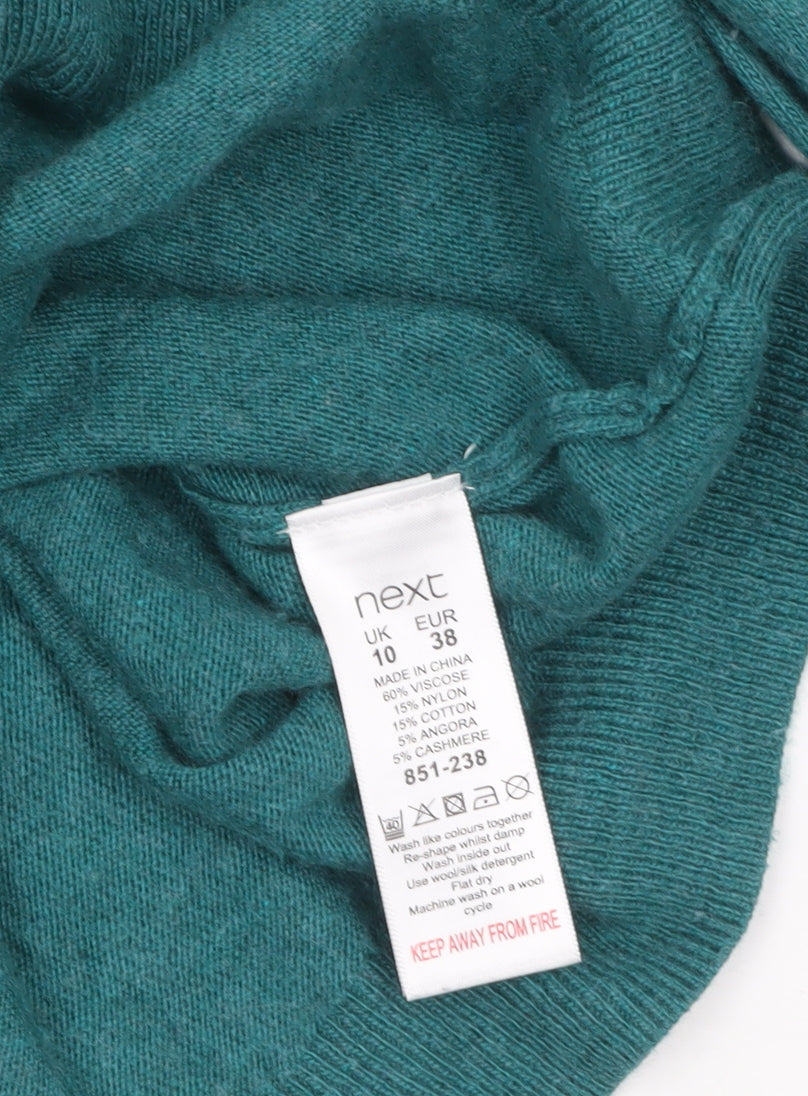 next
UK EUR
10 38
MADE IN CHINA
60% VISCOSE
15% NYLON
15% COTTON
5% ANGORA
5% CASHMERE
851-238
40
Wash like colours together
Re-shape whilst damp
Wash inside out
Use wool/silk detergent
Flat dry
Machine wash on a wool
cycle
KEEP AWAY FROM FIRE